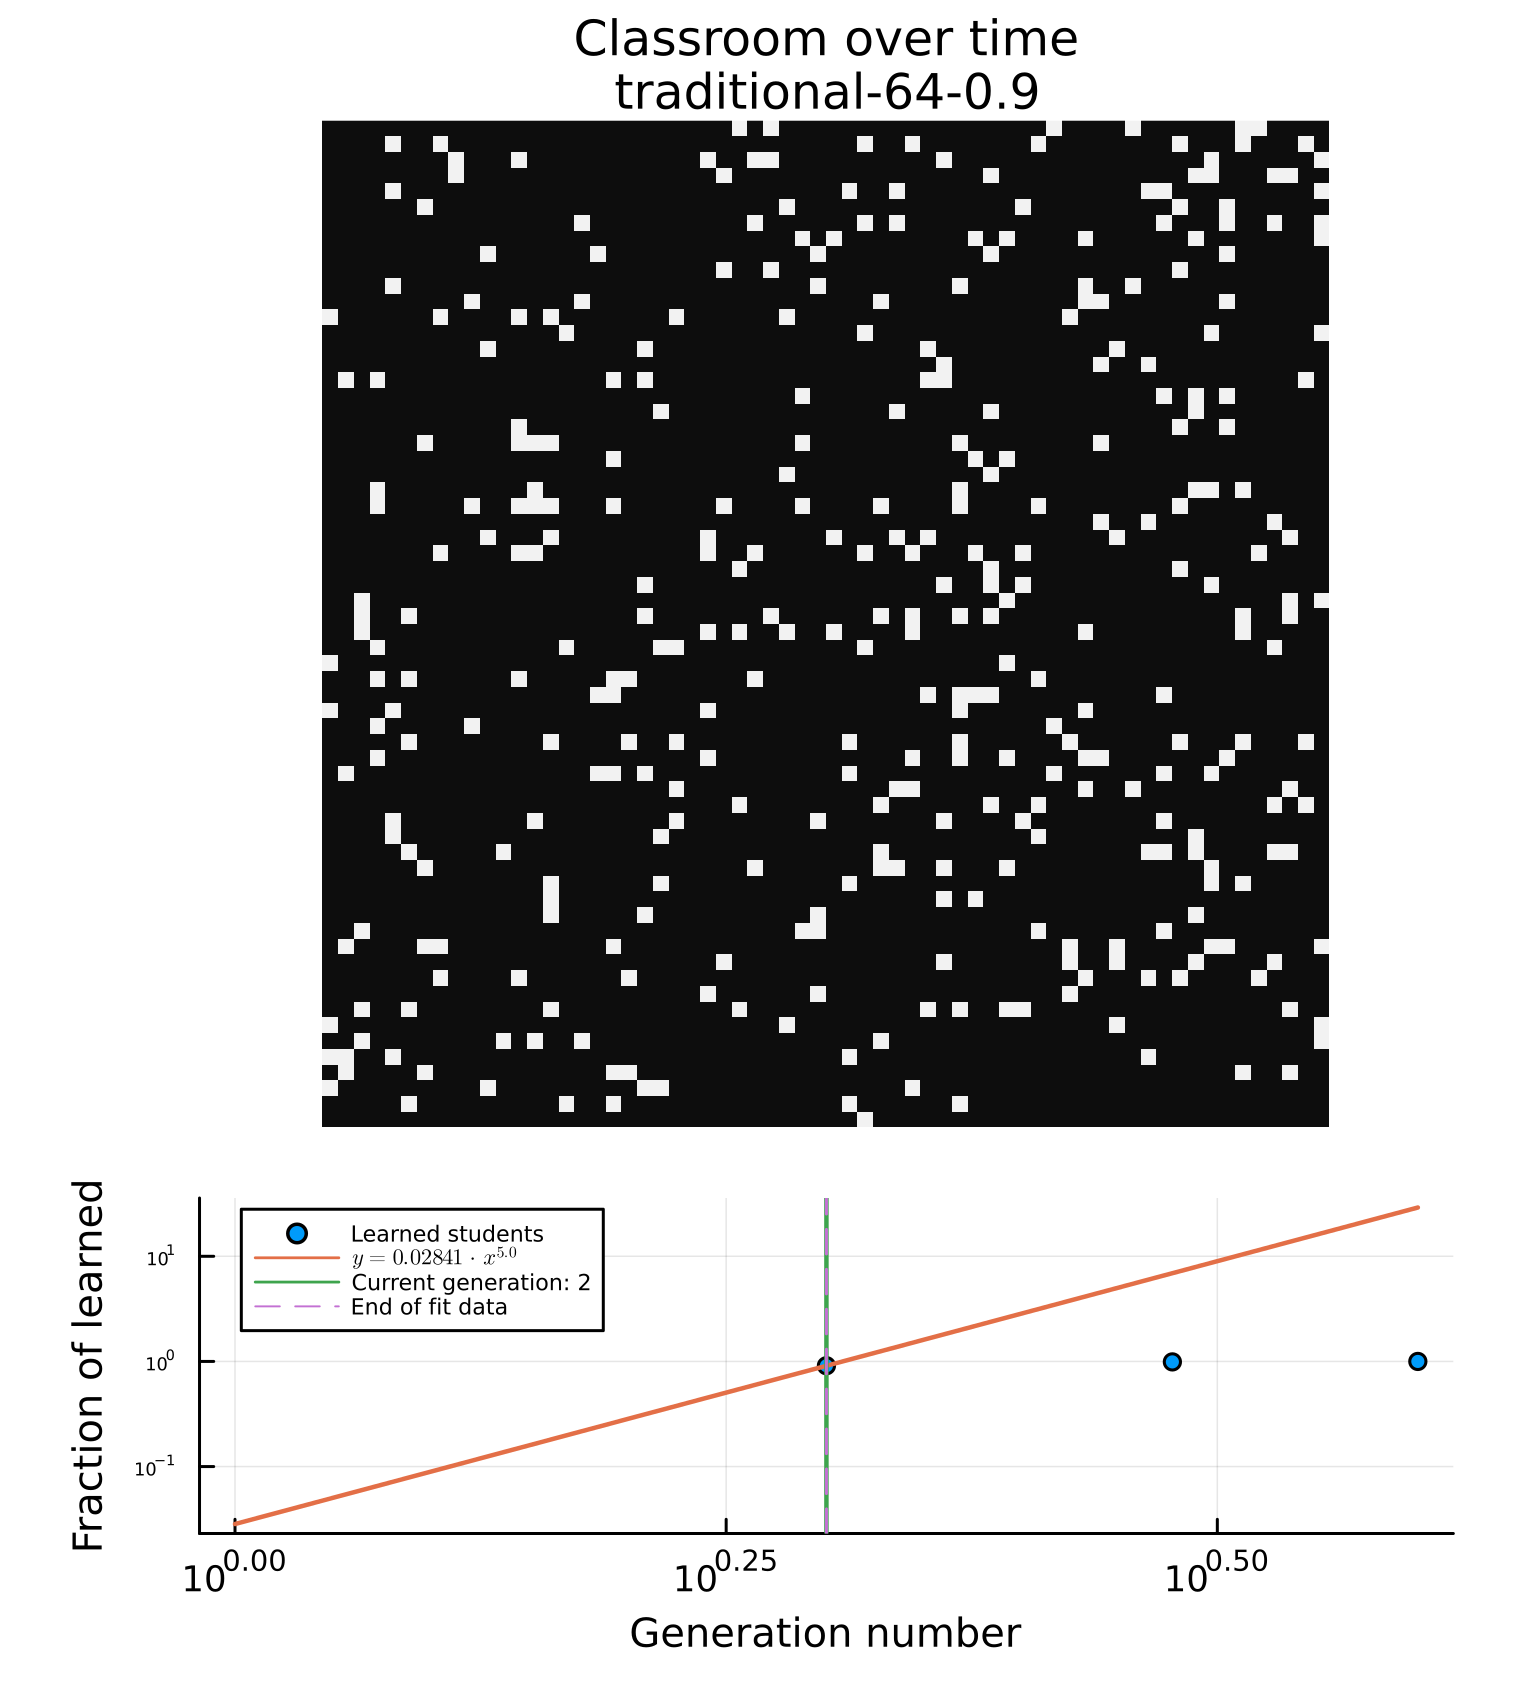 Classroom over time
traditional-64-0.9
Fraction of learned
10^1
10^0
10^−1
Learned students
y = 0.02841 · x^5.0
Current generation: 2
End of fit data
10^0.00 10^0.25 10^0.50
Generation number